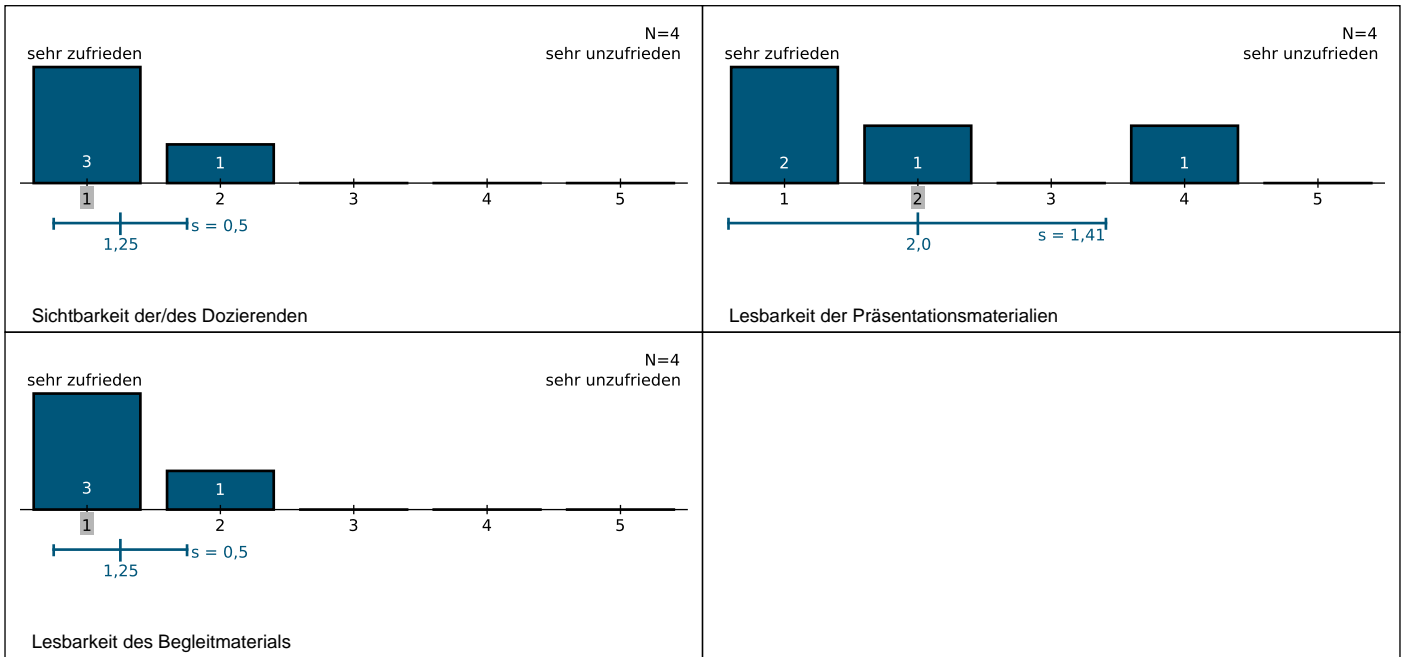 N=4
sehr zufrieden
sehr unzufrieden
3
1
1
2
3
4
5
s = 0,5
1,25
Sichtbarkeit der/des Dozierenden
N=4
sehr zufrieden
sehr unzufrieden
2
1
1
1
2
3
4
5
s = 1,41
2,0
Lesbarkeit der Präsentationsmaterialien
N=4
sehr zufrieden
sehr unzufrieden
3
1
1
2
3
4
5
s = 0,5
1,25
Lesbarkeit des Begleitmaterials